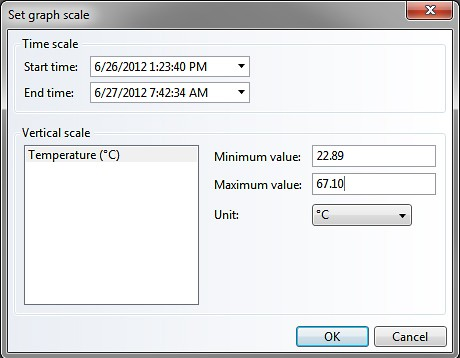 Set graph scale
Time scale
Start time: 6/26/2012 1:23:40 PM
End time: 6/27/2012 7:42:34 AM
Vertical scale
Temperature (°C)
Minimum value: 22.89
Maximum value: 67.10
Unit: °C
OK Cancel